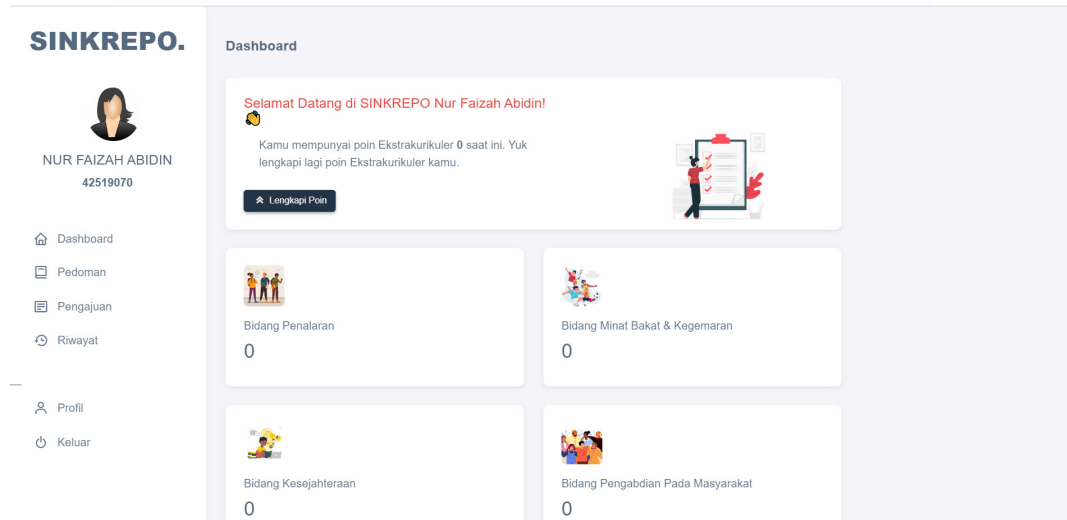 SINKREPO.
NUR FAIZAH ABIDIN
42519070
Dashboard
Pedoman
Pengajuan
Riwayat
Profil
Keluar
Dashboard
Selamat Datang di SINKREPO Nur Faizah Abidin!
Kamu mempunyai poin Ekstrakurikuler 0 saat ini. Yuk
lengkapi lagi poin Ekstrakurikuler kamu.
Lengkapi Poin
Bidang Penalaran
0
Bidang Minat Bakat & Kegemaran
0
Bidang Kesejahteraan
0
Bidang Pengabdian Pada Masyarakat
0